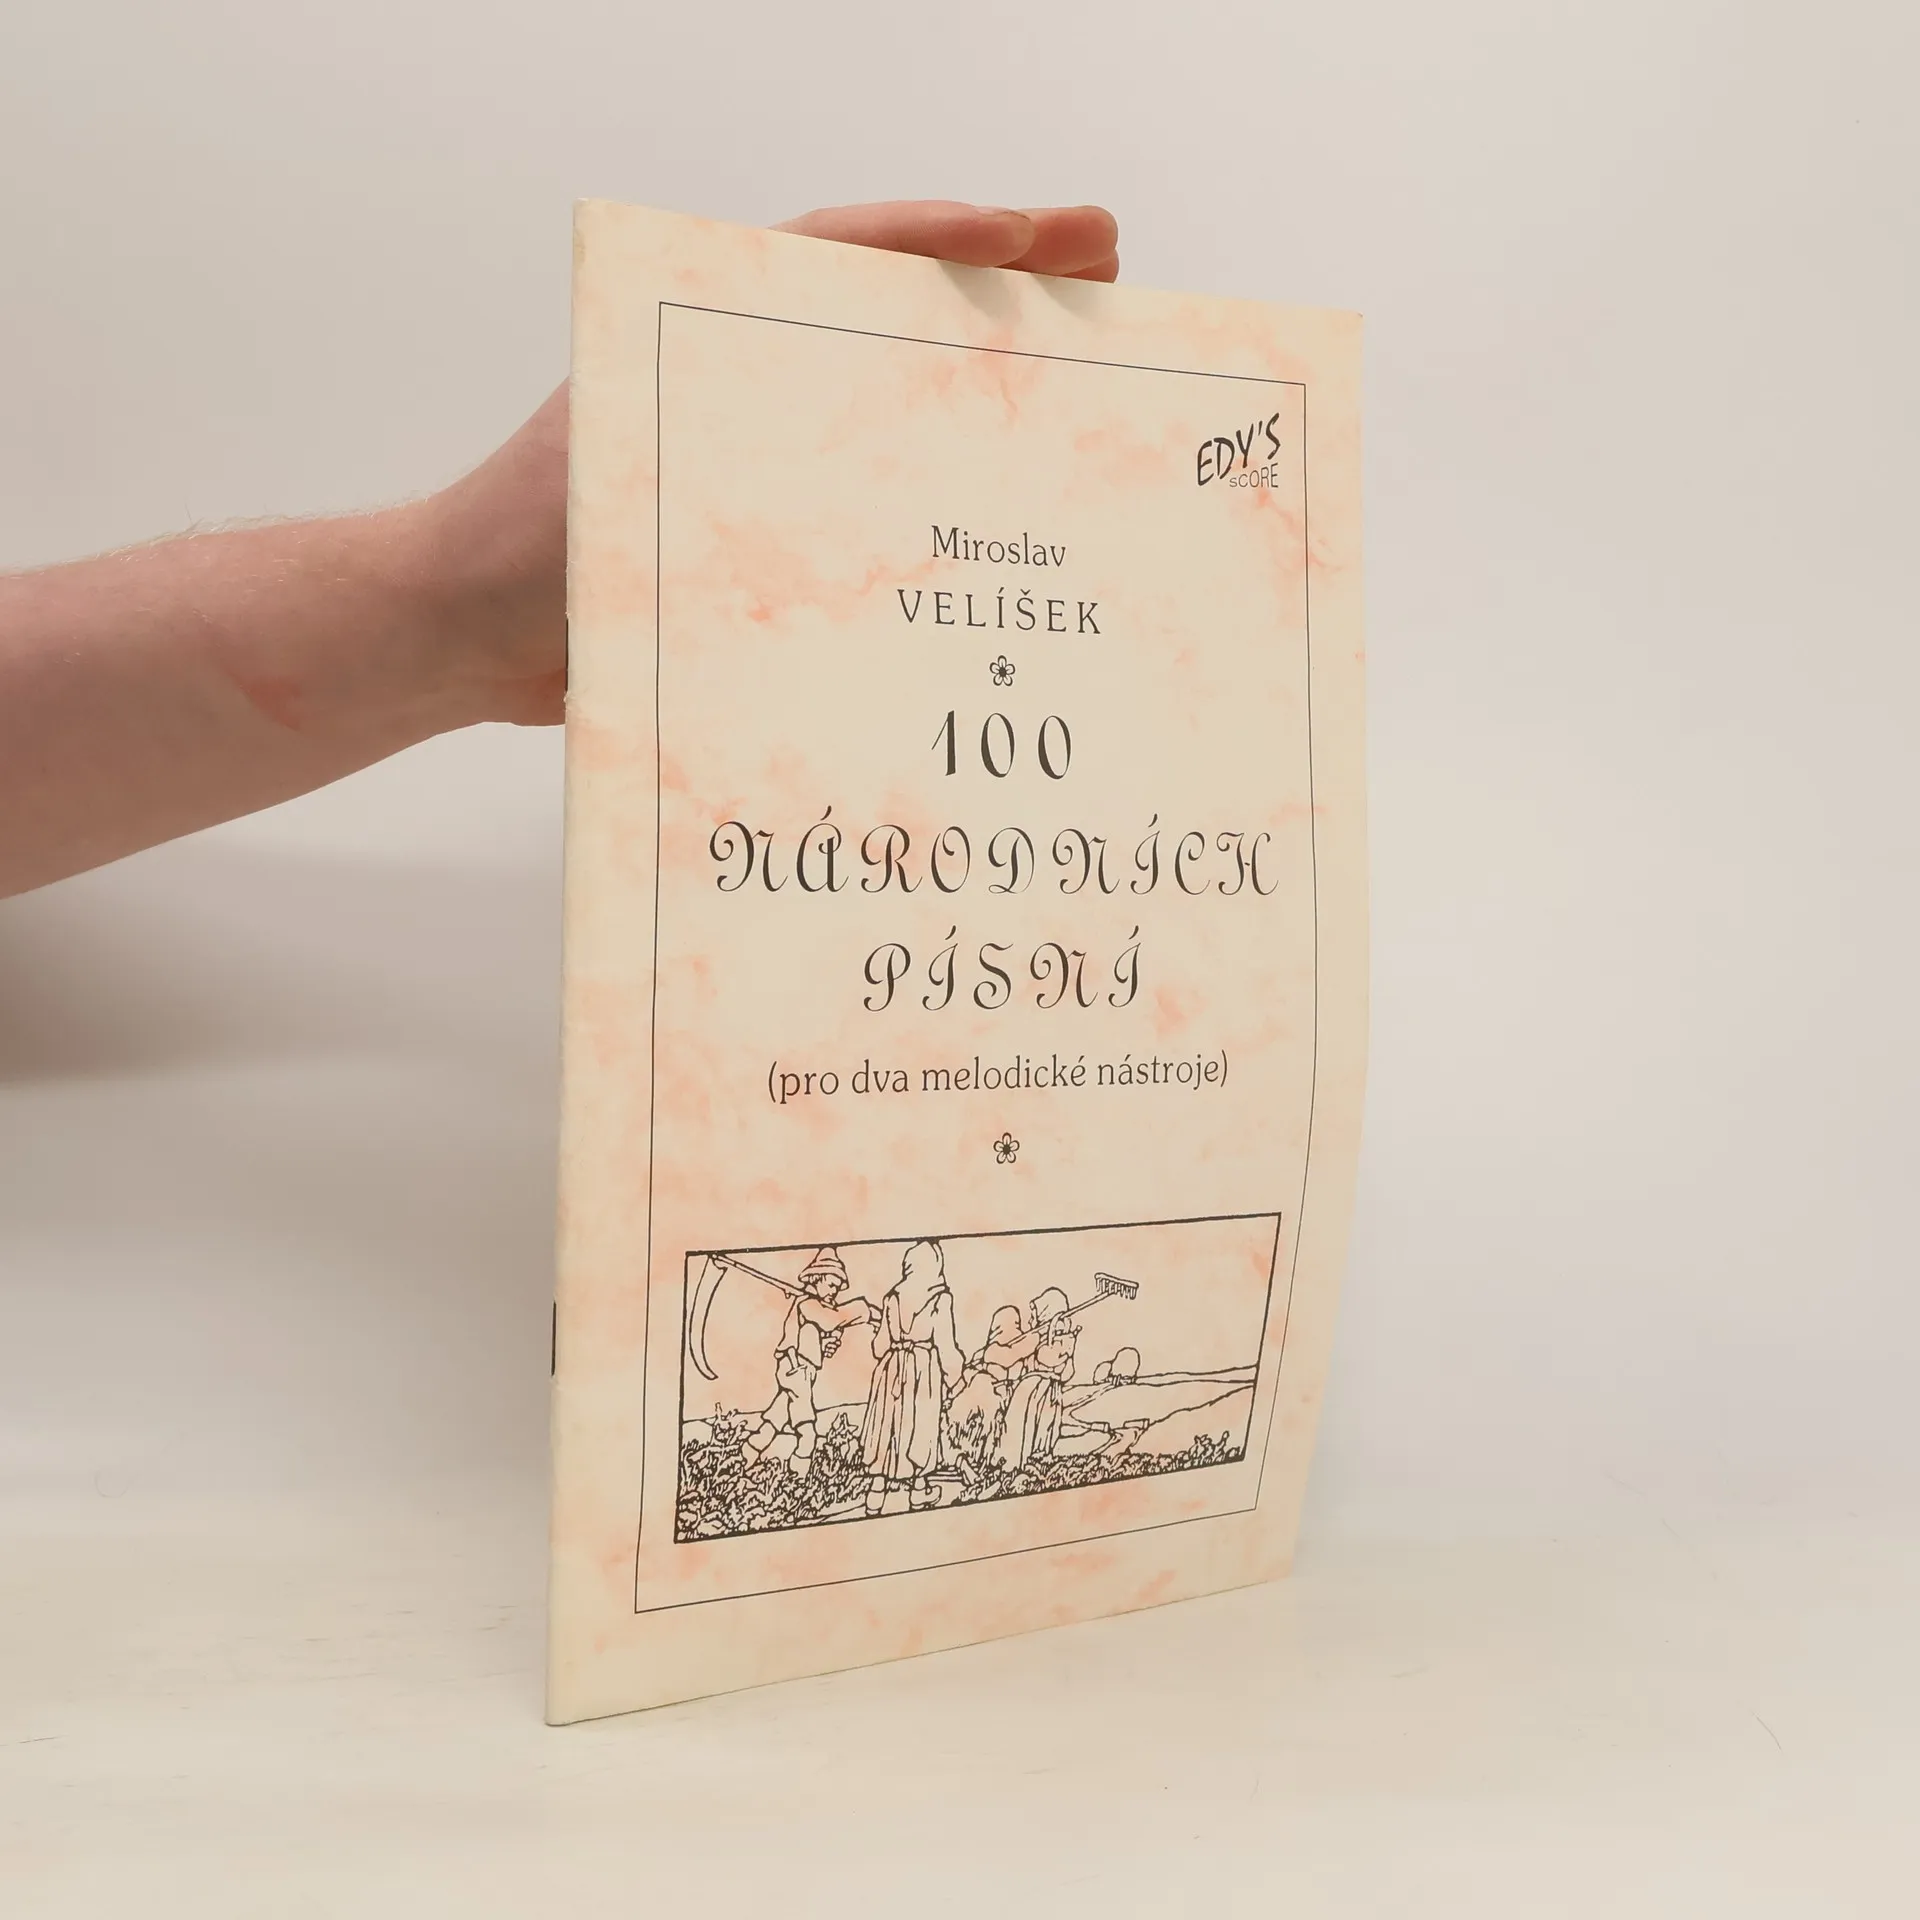 EDY'S
sCORE
Miroslav
VELÍŠEK
100
NÁRODNÍCH
PÍSNÍ
(pro dva melodické nástroje)